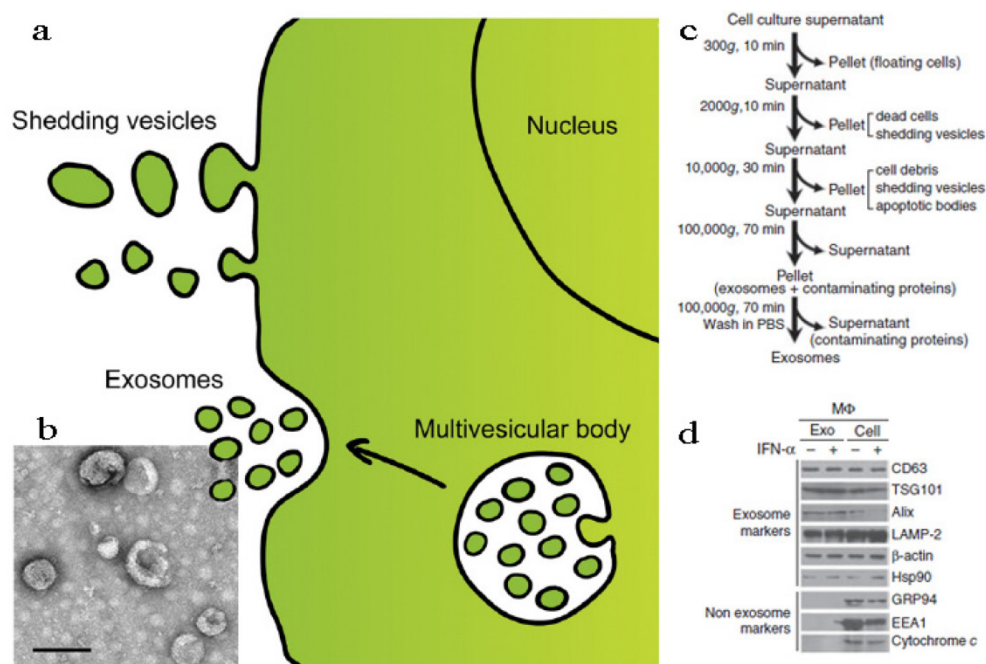 a
Shedding vesicles
Nucleus
Exosomes
Multivesicular body
b
c
Cell culture supernatant
300g, 10 min
Pellet (floating cells)
Supernatant
2000g,10 min
Pellet
dead cells
shedding vesicles
Supernatant
10,000g, 30 min
Pellet
cell debris
shedding vesicles
apoptotic bodies
Supernatant
100,000g, 70 min
Supernatant
Pellet
(exosomes + contaminating proteins)
100,000g, 70 min
Wash in PBS
Supernatant
(contaminating proteins)
Exosomes
d
MΦ
Exo Cell
IFN-α − + − +
Exosome
markers
CD63
TSG101
Alix
LAMP-2
β-actin
Hsp90
Non exosome
markers
GRP94
EEA1
Cytochrome c